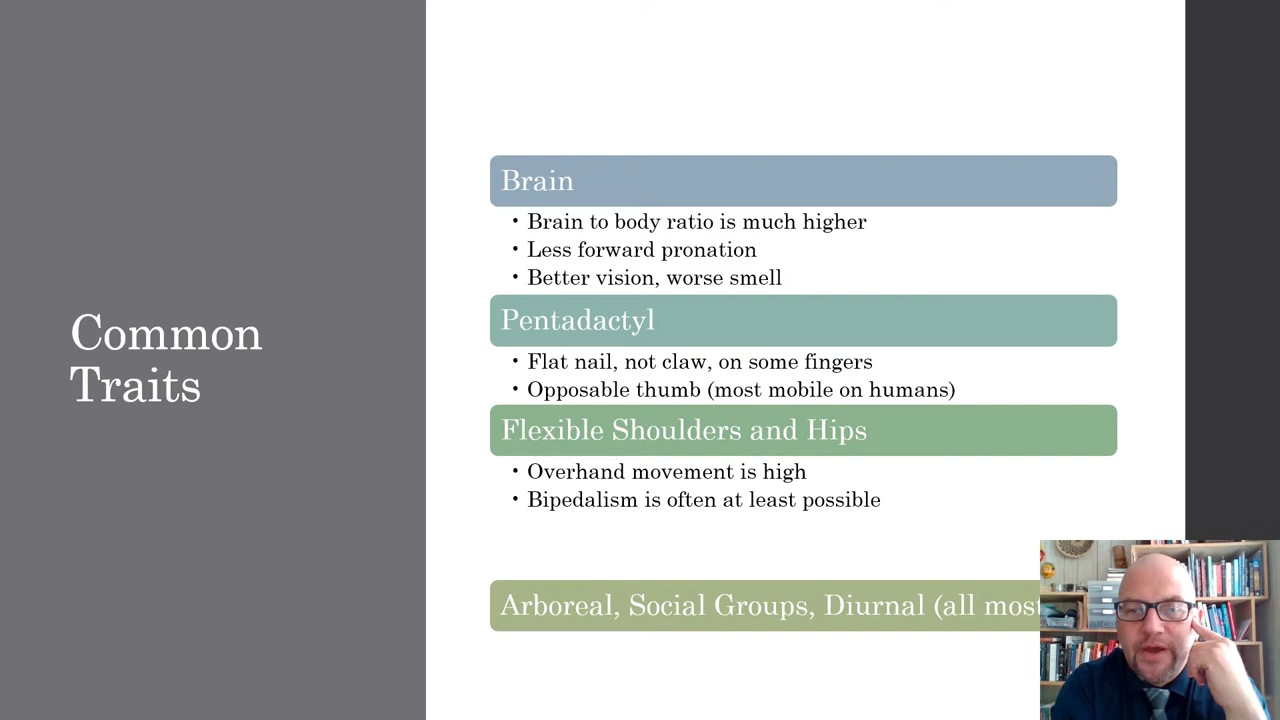 Common
Traits
Brain
• Brain to body ratio is much higher
• Less forward pronation
• Better vision, worse smell
Pentadactyl
• Flat nail, not claw, on some fingers
• Opposable thumb (most mobile on humans)
Flexible Shoulders and Hips
• Overhand movement is high
• Bipedalism is often at least possible
Arboreal, Social Groups, Diurnal (all most